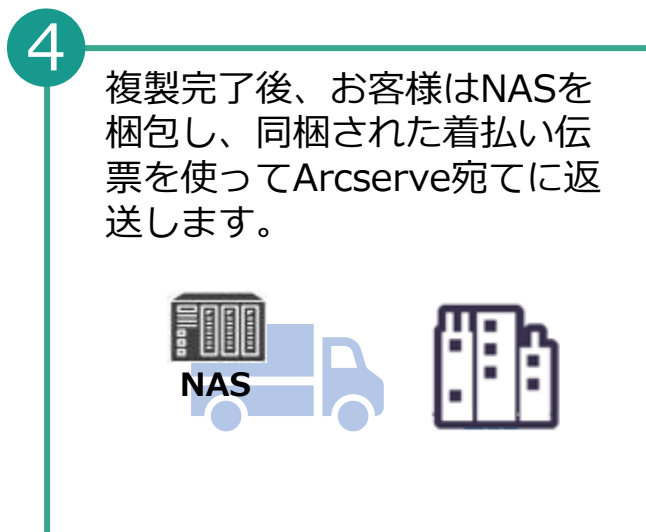 4
複製完了後、お客様はNASを
梱包し、同梱された着払い伝
票を使ってArcserve宛てに返
送します。
NAS